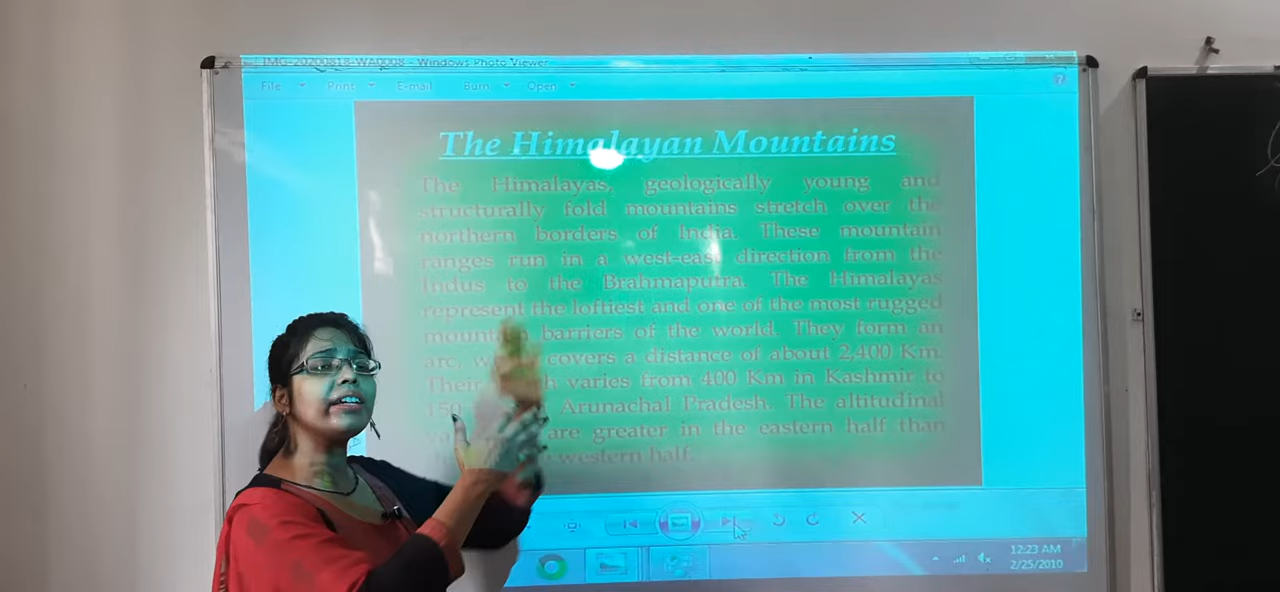 IMG-20200818-WA0008 - Windows Photo Viewer
File Print E-mail Burn Open
The Himalayan Mountains
The Himalayas, geologically young and
structurally fold mountains stretch over the
northern borders of India. These mountain
ranges run in a west-east direction from the
Indus to the Brahmaputra. The Himalayas
represent the loftiest and one of the most rugged
barriers of the world. They form an
arc, covers a distance of about 2,400 Km.
Their varies from 400 Km in Kashmir to
150 Arunachal Pradesh. The altitudinal
are greater in the eastern half than
western half.
12:23 AM
2/25/2010